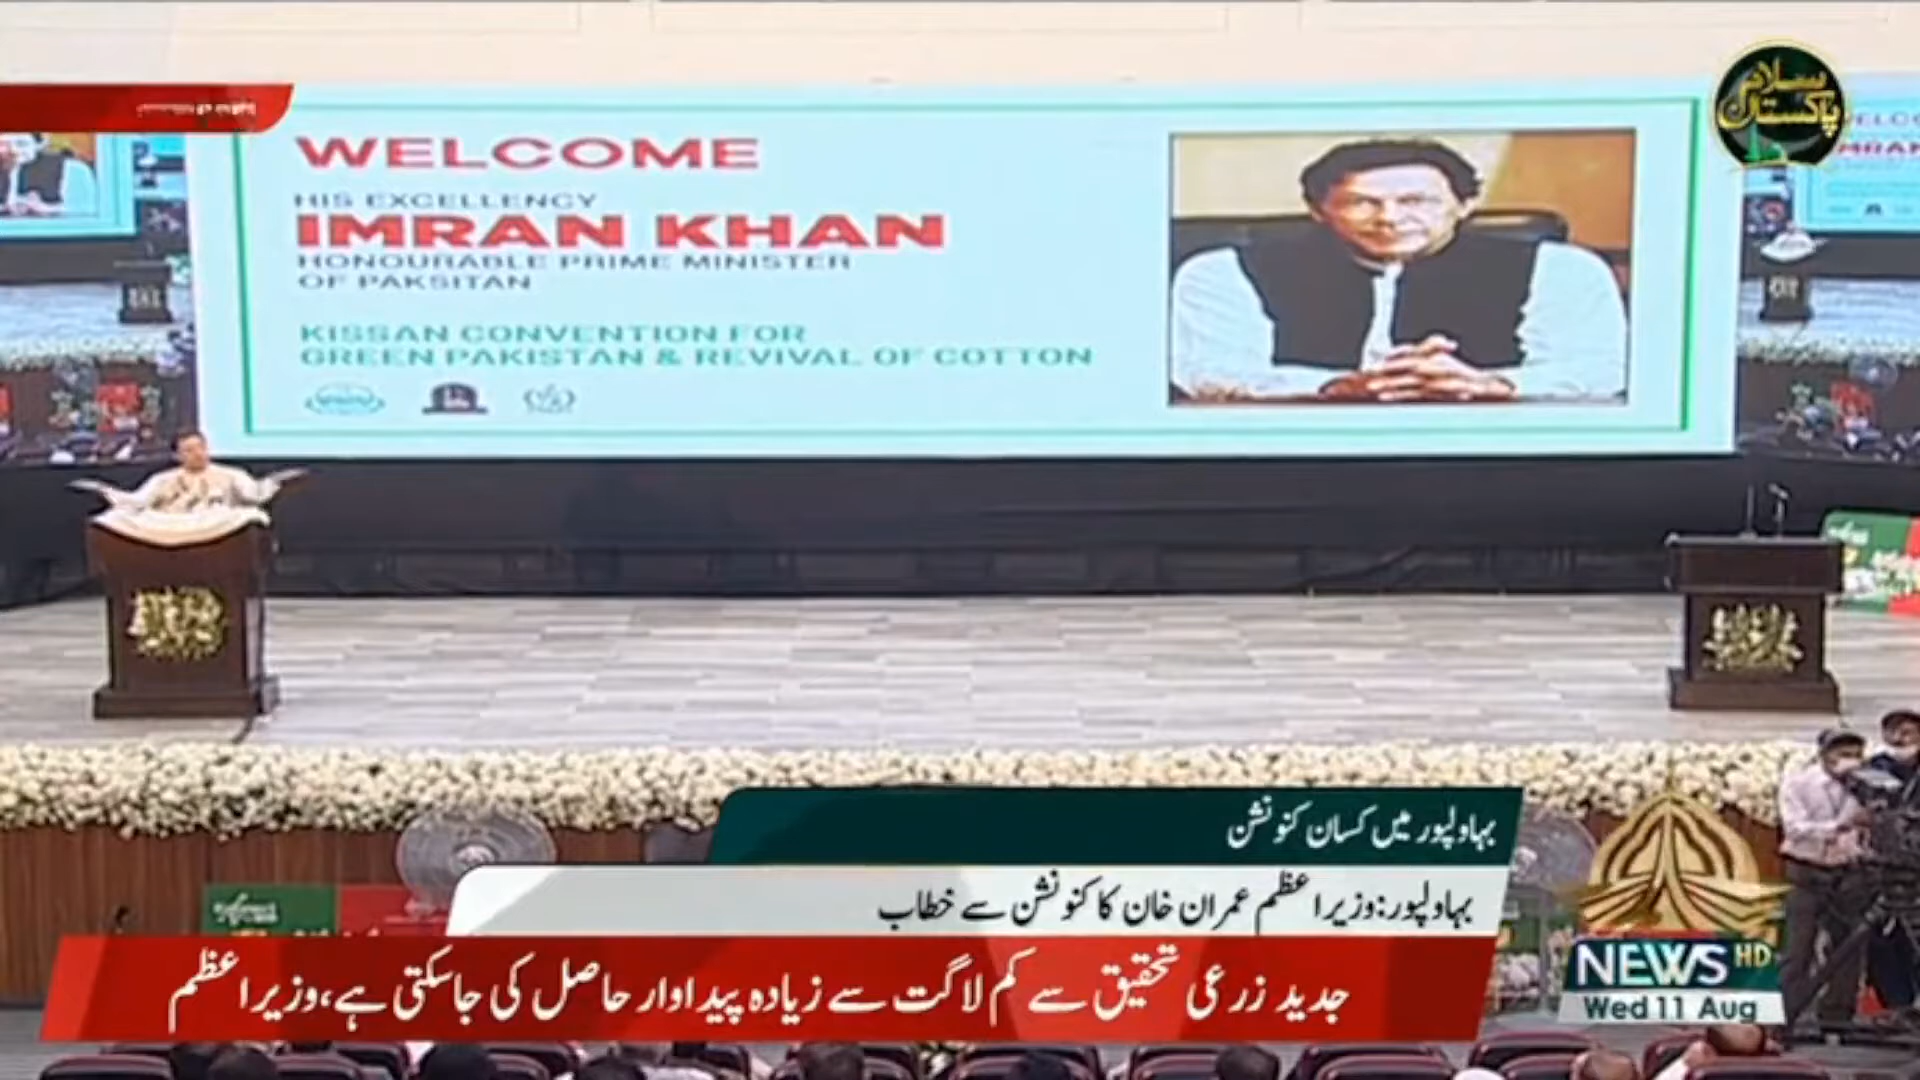 سلام پاکستان
WELCOME
HIS EXCELLENCY
IMRAN KHAN
HONOURABLE PRIME MINISTER
OF PAKSITAN
KISSAN CONVENTION FOR
GREEN PAKISTAN & REVIVAL OF COTTON
بہاولپور میں کسان کنونشن
بہاولپور: وزیراعظم عمران خان کا کنونشن سے خطاب
جدید زرعی تحقیق سے کم لاگت سے زیادہ پیداوار حاصل کی جاسکتی ہے، وزیراعظم
NEWS HD
Wed 11 Aug